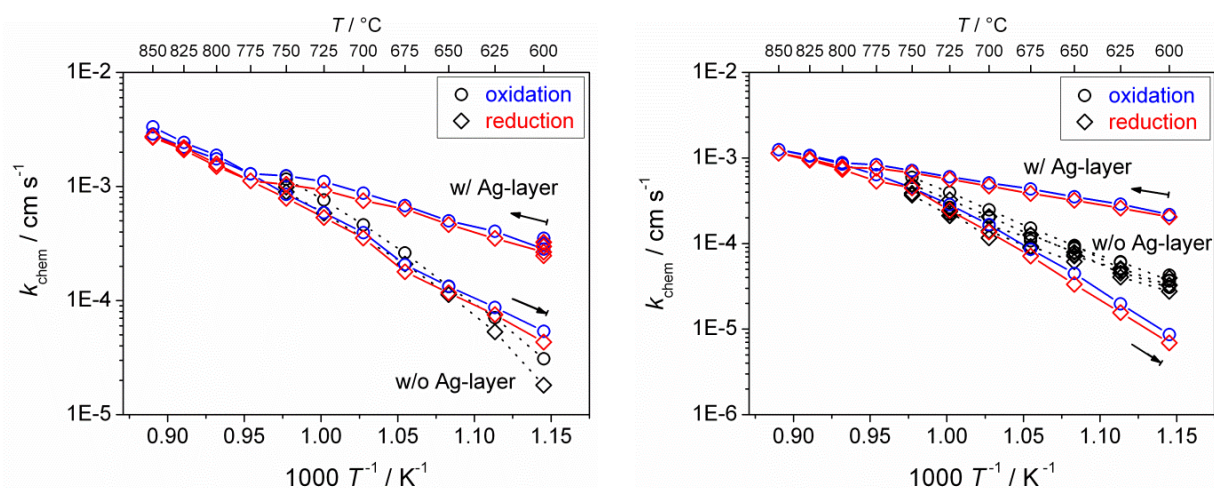 T / °C
850 825 800 775 750 725 700 675 650 625 600
1E-2
oxidation
reduction
1E-3
w/ Ag-layer
k_chem / cm s⁻¹
1E-4
w/o Ag-layer
1E-5
0.90 0.95 1.00 1.05 1.10 1.15
1000 T⁻¹ / K⁻¹
T / °C
850 825 800 775 750 725 700 675 650 625 600
1E-2
oxidation
reduction
1E-3
w/ Ag-layer
k_chem / cm s⁻¹
1E-4
w/o Ag-layer
1E-5
1E-6
0.90 0.95 1.00 1.05 1.10 1.15
1000 T⁻¹ / K⁻¹